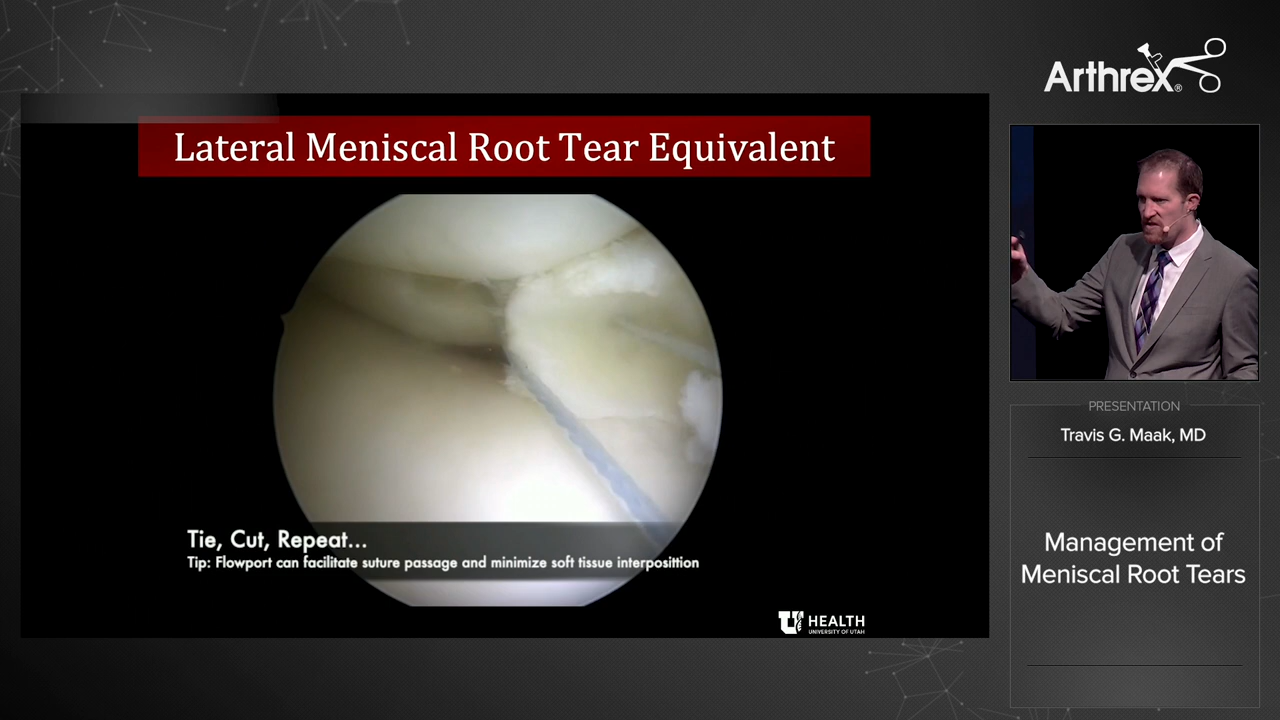 Lateral Meniscal Root Tear Equivalent
Tie, Cut, Repeat...
Tip: Flowport can facilitate suture passage and minimize soft tissue interposittion
U HEALTH
UNIVERSITY OF UTAH
Arthrex®
PRESENTATION
Travis G. Maak, MD
Management of
Meniscal Root Tears